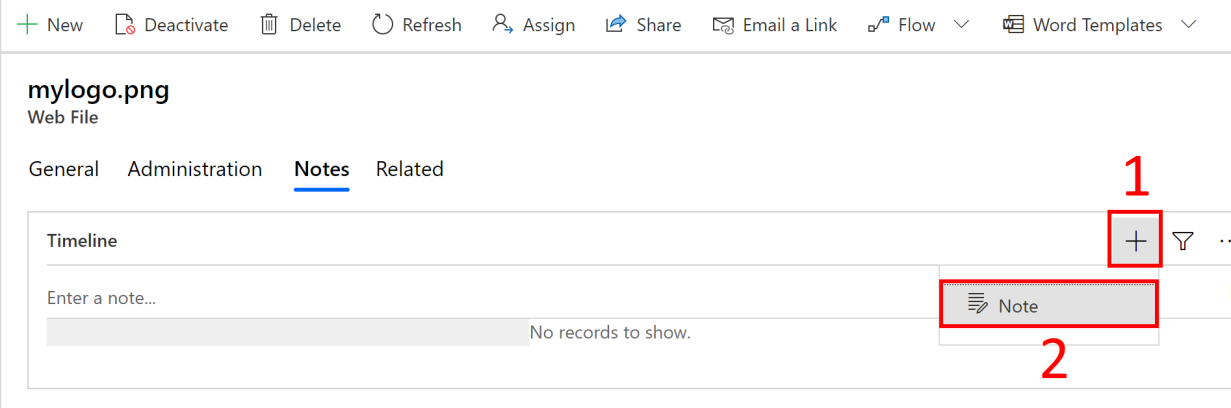 New Deactivate Delete Refresh Assign Share Email a Link Flow Word Templates
mylogo.png
Web File
General Administration Notes Related
1
Timeline
Enter a note...
Note
No records to show.
2